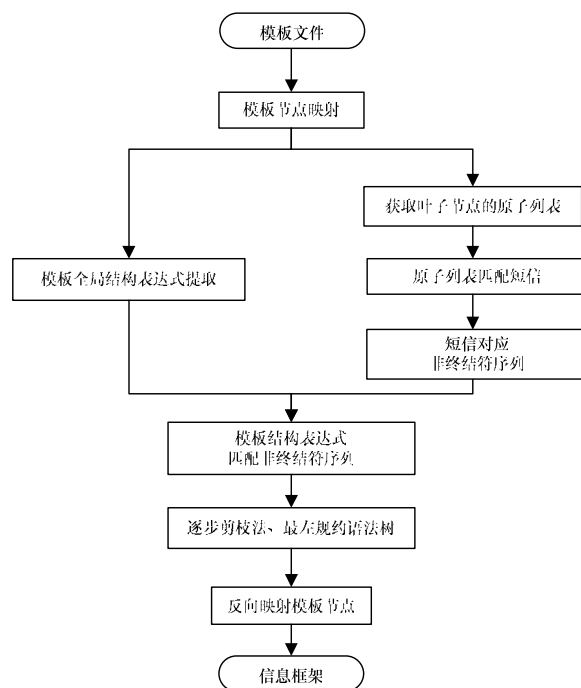 模板文件
模板节点映射
获取叶子节点的原子列表
模板全局结构表达式提取
原子列表匹配短信
短信对应
非终结符序列
模板结构表达式
匹配非终结符序列
逐步剪枝法、最左规约语法树
反向映射模板节点
信息框架